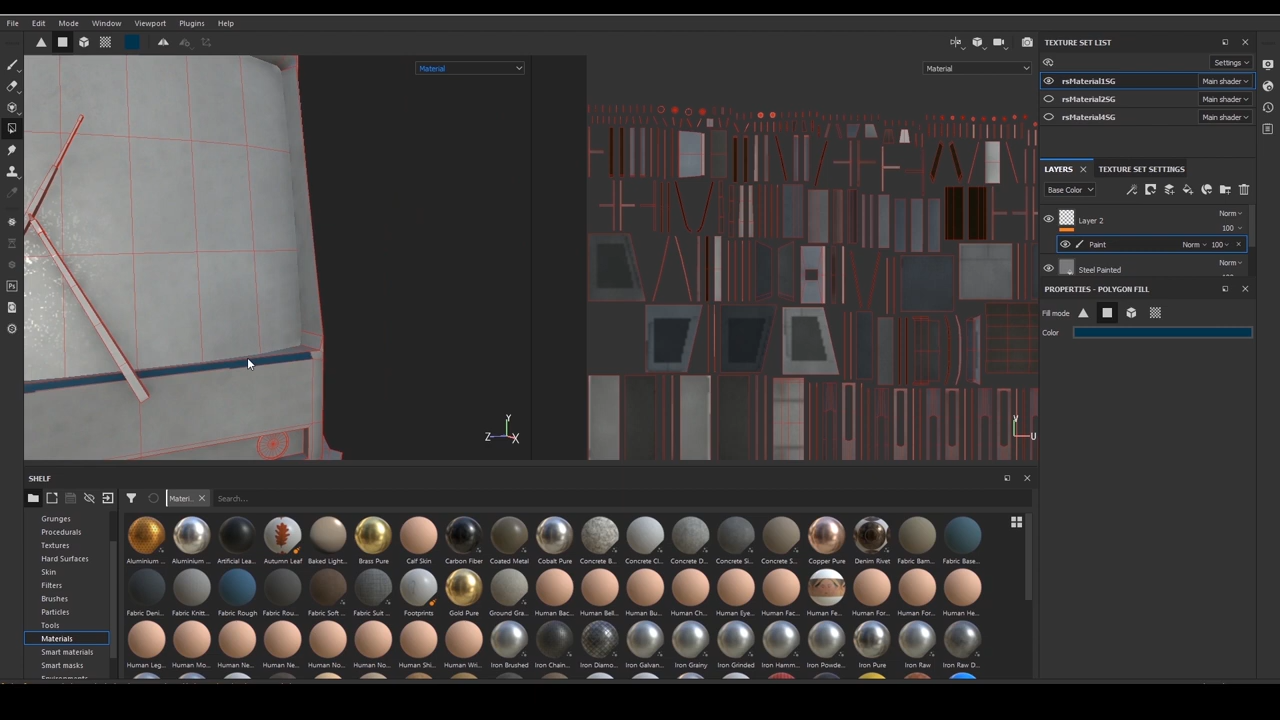 File Edit Mode Window Viewport Plugins Help
Material
Material
TEXTURE SET LIST
Settings
rsMaterial1SG Main shader
rsMaterial2SG Main shader
rsMaterial4SG Main shader
LAYERS TEXTURE SET SETTINGS
Base Color
Norm
Layer 2
100
Paint Norm 100
Norm
Steel Painted
PROPERTIES - POLYGON FILL
Fill mode
Color
Y
Z X
V
U
SHELF
Materi.. Search...
Grunges
Procedurals
Textures
Hard Surfaces
Skin
Filters
Brushes
Particles
Tools
Materials
Smart materials
Smart masks
Aluminium ... Aluminium ... Artificial Lea... Autumn Leaf Baked Light... Brass Pure Calf Skin Carbon Fiber Coated Metal Cobalt Pure Concrete B... Concrete Cl... Concrete D... Concrete S... Concrete S... Copper Pure Denim Rivet Fabric Bam... Fabric Base...
Fabric Deni... Fabric Knitt... Fabric Rough Fabric Rou... Fabric Soft ... Fabric Suit ... Footprints Gold Pure Ground Gra... Human Bac... Human Bell... Human Bu... Human Ch... Human Eye... Human Fac... Human Fe... Human For... Human For... Human He...
Human Leg... Human Mo... Human Ne... Human Ne... Human No... Human No... Human Shi... Human Wri... Iron Brushed Iron Chain... Iron Diamo... Iron Galvan... Iron Grainy Iron Grinded Iron Hamm... Iron Powde... Iron Pure Iron Raw Iron Raw D...